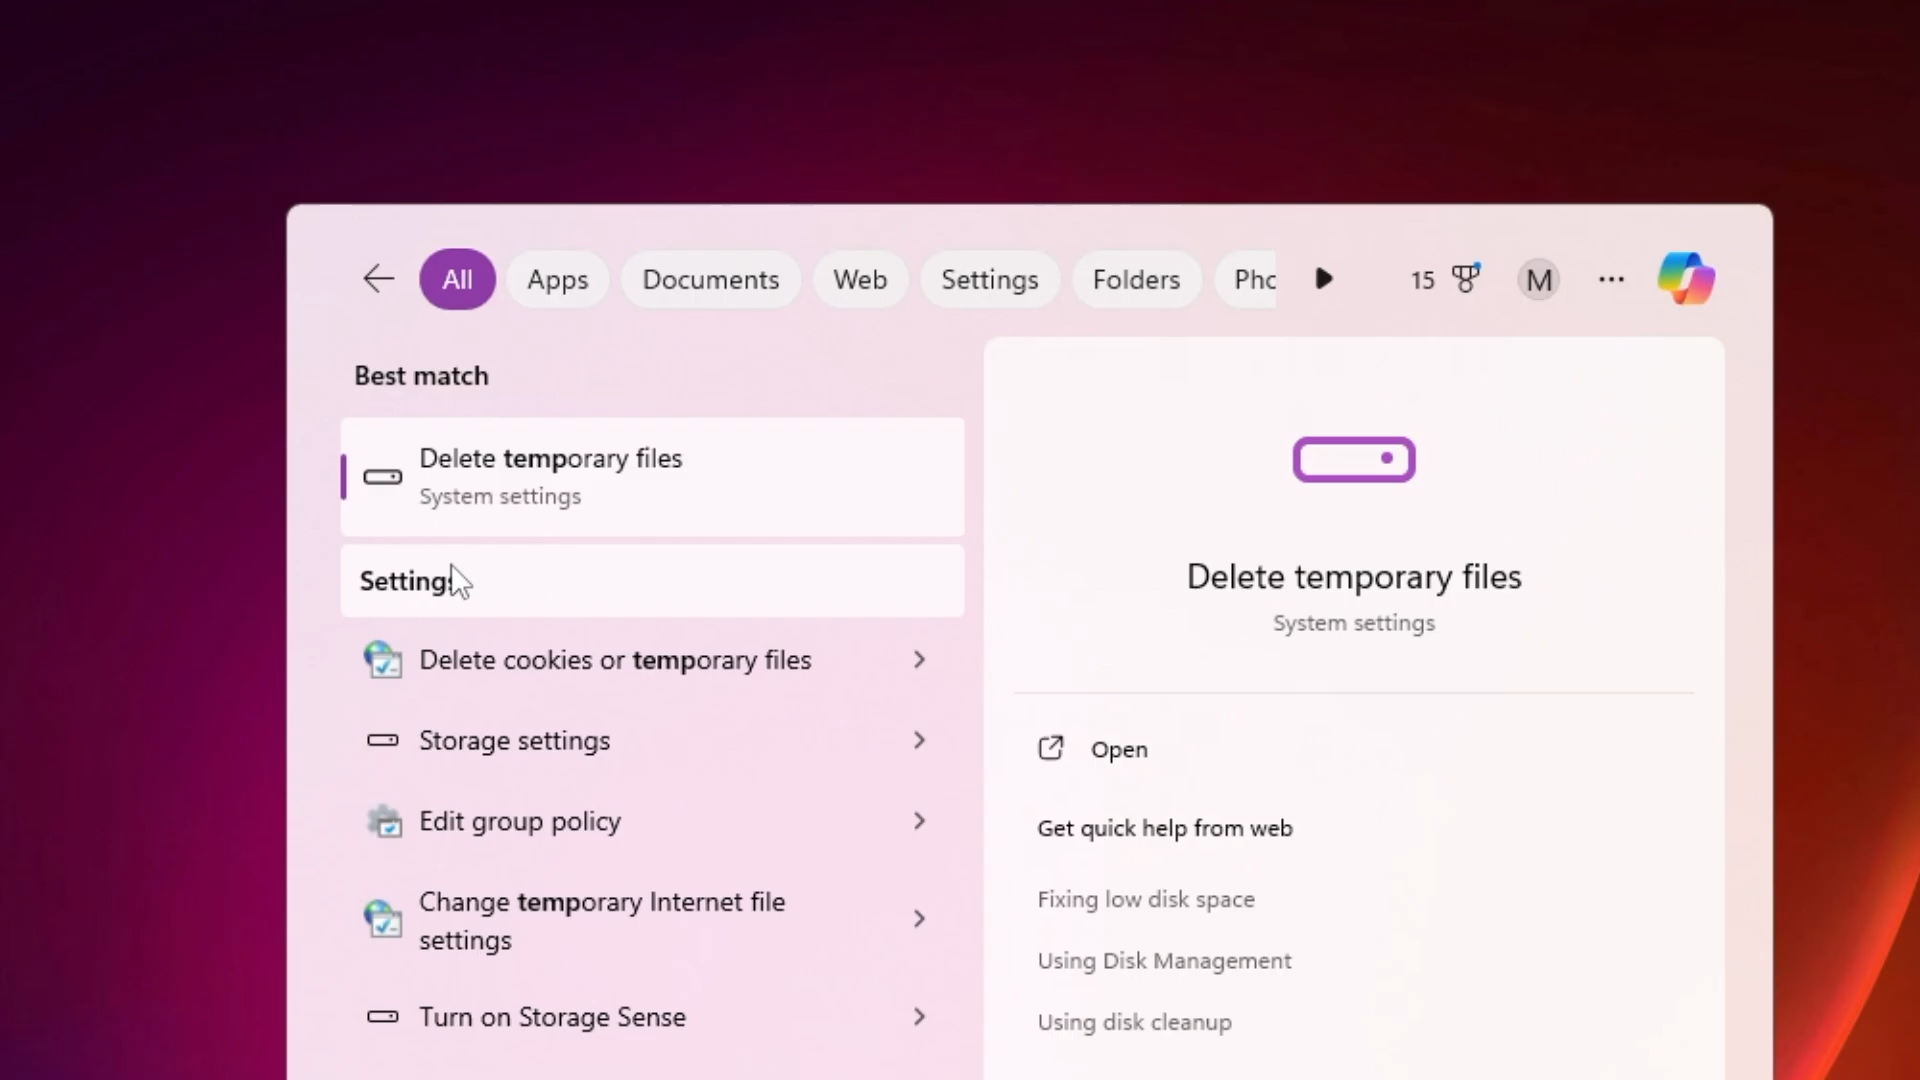 All Apps Documents Web Settings Folders Pho 15 M
Best match
Delete temporary files
System settings
Settings
Delete cookies or temporary files
Storage settings
Edit group policy
Change temporary Internet file
settings
Turn on Storage Sense
Delete temporary files
System settings
Open
Get quick help from web
Fixing low disk space
Using Disk Management
Using disk cleanup